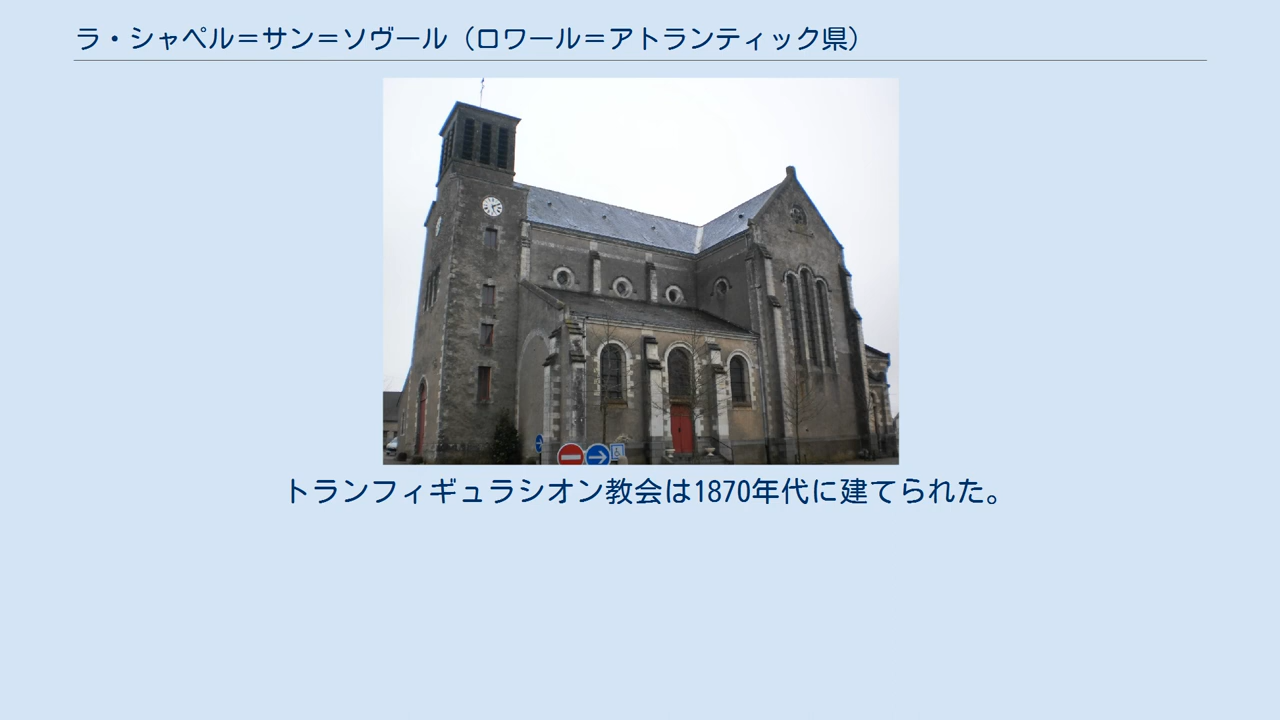 ラ・シャペル＝サン＝ソヴール（ロワール＝アトランティック県）
トランフィギュラシオン教会は1870年代に建てられた。